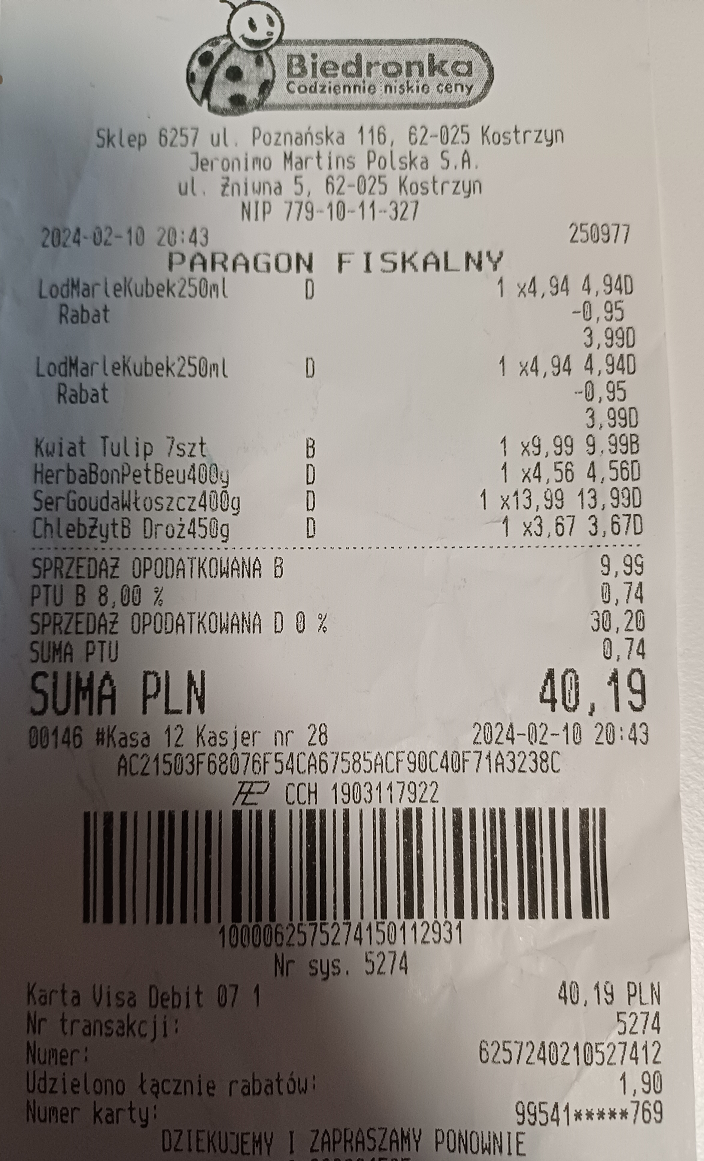 Biedronka
Codziennie niskie ceny
Sklep 6257 ul. Poznańska 116, 62-025 Kostrzyn
Jeronimo Martins Polska S.A.
ul. Żniwna 5, 62-025 Kostrzyn
NIP 779-10-11-327
2024-02-10 20:43 250977
PARAGON FISKALNY
LodMarleKubek250ml D 1 x4,94 4,94D
Rabat -0,95
3,99D
LodMarleKubek250ml D 1 x4,94 4,94D
Rabat -0,95
3,99D
Kwiat Tulip 7szt B 1 x9,99 9,99B
HerbaBonPetBeu400g D 1 x4,56 4,56D
SerGoudaWłoszcz400g D 1 x13,99 13,99D
ChlebŻytB Droż450g D 1 x3,67 3,67D
SPRZEDAŻ OPODATKOWANA B 9,99
PTU B 8,00 % 0,74
SPRZEDAŻ OPODATKOWANA D 0 % 30,20
SUMA PTU 0,74
SUMA PLN 40,19
00146 #Kasa 12 Kasjer nr 28 2024-02-10 20:43
AC21503F68076F54CA67585ACF90C40F71A3238C
CCH 1903117922
1000062575274150112931
Nr sys. 5274
Karta Visa Debit 07 1 40,19 PLN
Nr transakcji: 5274
Numer: 6257240210527412
Udzielono łącznie rabatów: 1,90
Numer karty: 99541*****769
DZIEKUJEMY I ZAPRASZAMY PONOWNIE